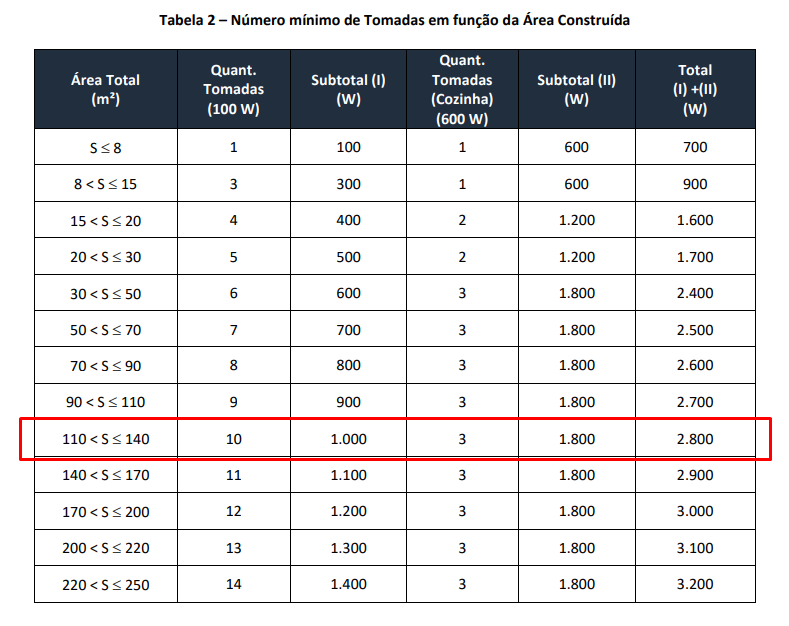 Tabela 2 – Número mínimo de Tomadas em função da Área Construída
Área Total (m²) Quant. Tomadas (100 W) Subtotal (I) (W) Quant. Tomadas (Cozinha) (600 W) Subtotal (II) (W) Total (I) +(II) (W)
S ≤ 8 1 100 1 600 700
8 < S ≤ 15 3 300 1 600 900
15 < S ≤ 20 4 400 2 1.200 1.600
20 < S ≤ 30 5 500 2 1.200 1.700
30 < S ≤ 50 6 600 3 1.800 2.400
50 < S ≤ 70 7 700 3 1.800 2.500
70 < S ≤ 90 8 800 3 1.800 2.600
90 < S ≤ 110 9 900 3 1.800 2.700
110 < S ≤ 140 10 1.000 3 1.800 2.800
140 < S ≤ 170 11 1.100 3 1.800 2.900
170 < S ≤ 200 12 1.200 3 1.800 3.000
200 < S ≤ 220 13 1.300 3 1.800 3.100
220 < S ≤ 250 14 1.400 3 1.800 3.200